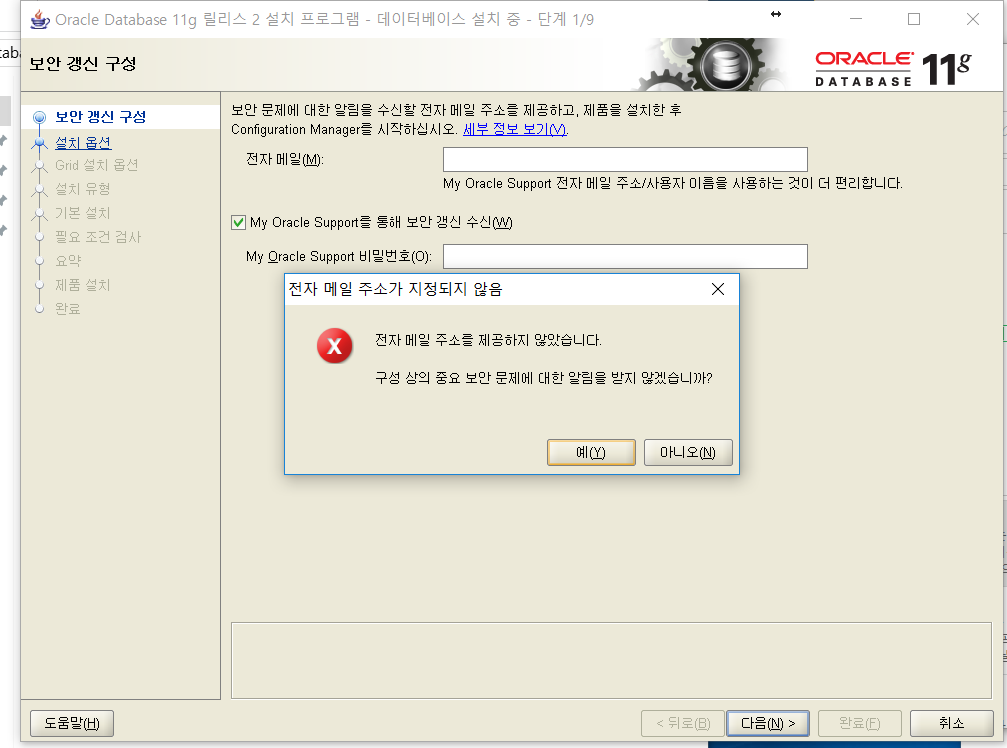 Oracle Database 11g 릴리스 2 설치 프로그램 - 데이터베이스 설치 중 - 단계 1/9
보안 갱신 구성
ORACLE 11g
DATABASE
보안 갱신 구성
설치 옵션
Grid 설치 옵션
설치 유형
기본 설치
필요 조건 검사
요약
제품 설치
완료
보안 문제에 대한 알림을 수신할 전자 메일 주소를 제공하고, 제품을 설치한 후
Configuration Manager를 시작하십시오. 세부 정보 보기(V).
전자 메일(M):
My Oracle Support 전자 메일 주소/사용자 이름을 사용하는 것이 더 편리합니다.
My Oracle Support를 통해 보안 갱신 수신(W)
My Oracle Support 비밀번호(O):
전자 메일 주소가 지정되지 않음
전자 메일 주소를 제공하지 않았습니다.
구성 상의 중요 보안 문제에 대한 알림을 받지 않겠습니까?
예(Y) 아니오(N)
도움말(H) < 뒤로(B) 다음(N) > 완료(F) 취소